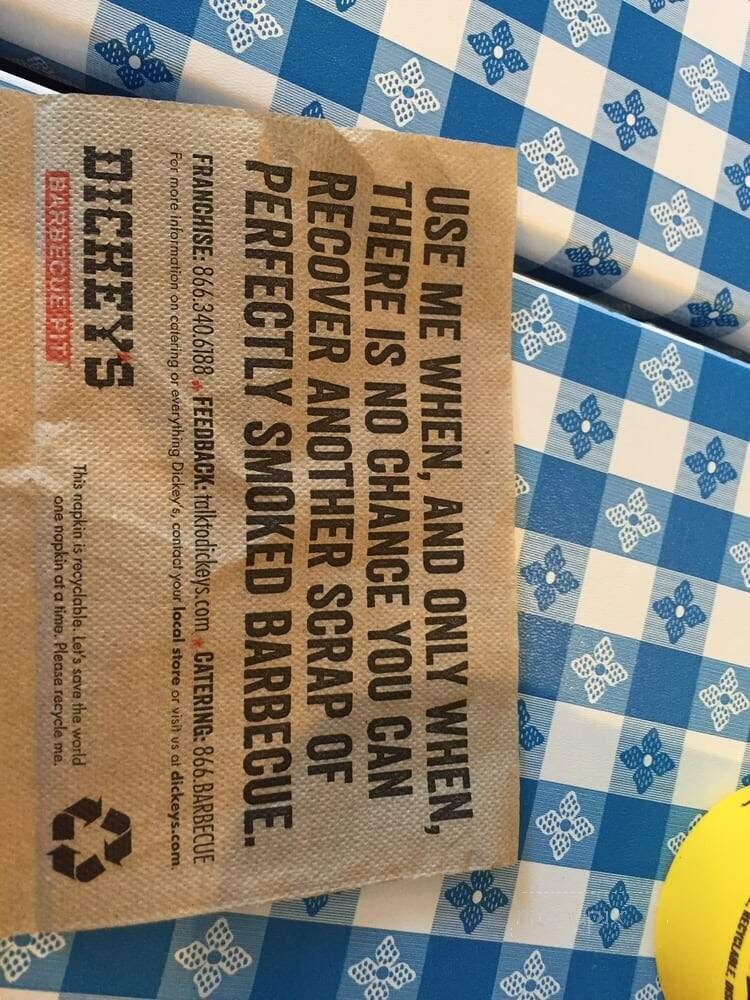 USE ME WHEN, AND ONLY WHEN,
THERE IS NO CHANCE YOU CAN
RECOVER ANOTHER SCRAP OF
PERFECTLY SMOKED BARBECUE.
FRANCHISE: 866.340.6188 ★ FEEDBACK: talktodickeys.com ★ CATERING: 866.BARBECUE
For more information on catering or everything Dickey's, contact your local store or visit us at dickeys.com.
DICKEY'S
BARBECUE PIT
This napkin is recyclable. Let's save the world
one napkin at a time. Please recycle me.
RECYCLABLE,